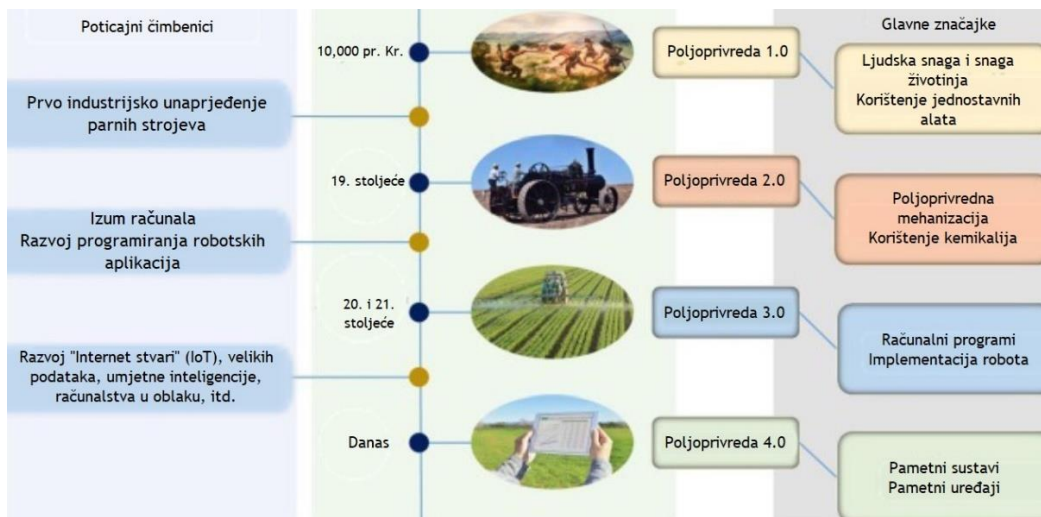 Poticajni čimbenici
Prvo industrijsko unaprjeđenje
parnih strojeva
Izum računala
Razvoj programiranja robotskih
aplikacija
Razvoj "Internet stvari" (IoT), velikih
podataka, umjetne inteligencije,
računalstva u oblaku, itd.
10,000 pr. Kr.
19. stoljeće
20. i 21.
stoljeće
Danas
Poljoprivreda 1.0
Poljoprivreda 2.0
Poljoprivreda 3.0
Poljoprivreda 4.0
Glavne značajke
Ljudska snaga i snaga
životinja
Korištenje jednostavnih
alata
Poljoprivredna
mehanizacija
Korištenje kemikalija
Računalni programi
Implementacija robota
Pametni sustavi
Pametni uređaji